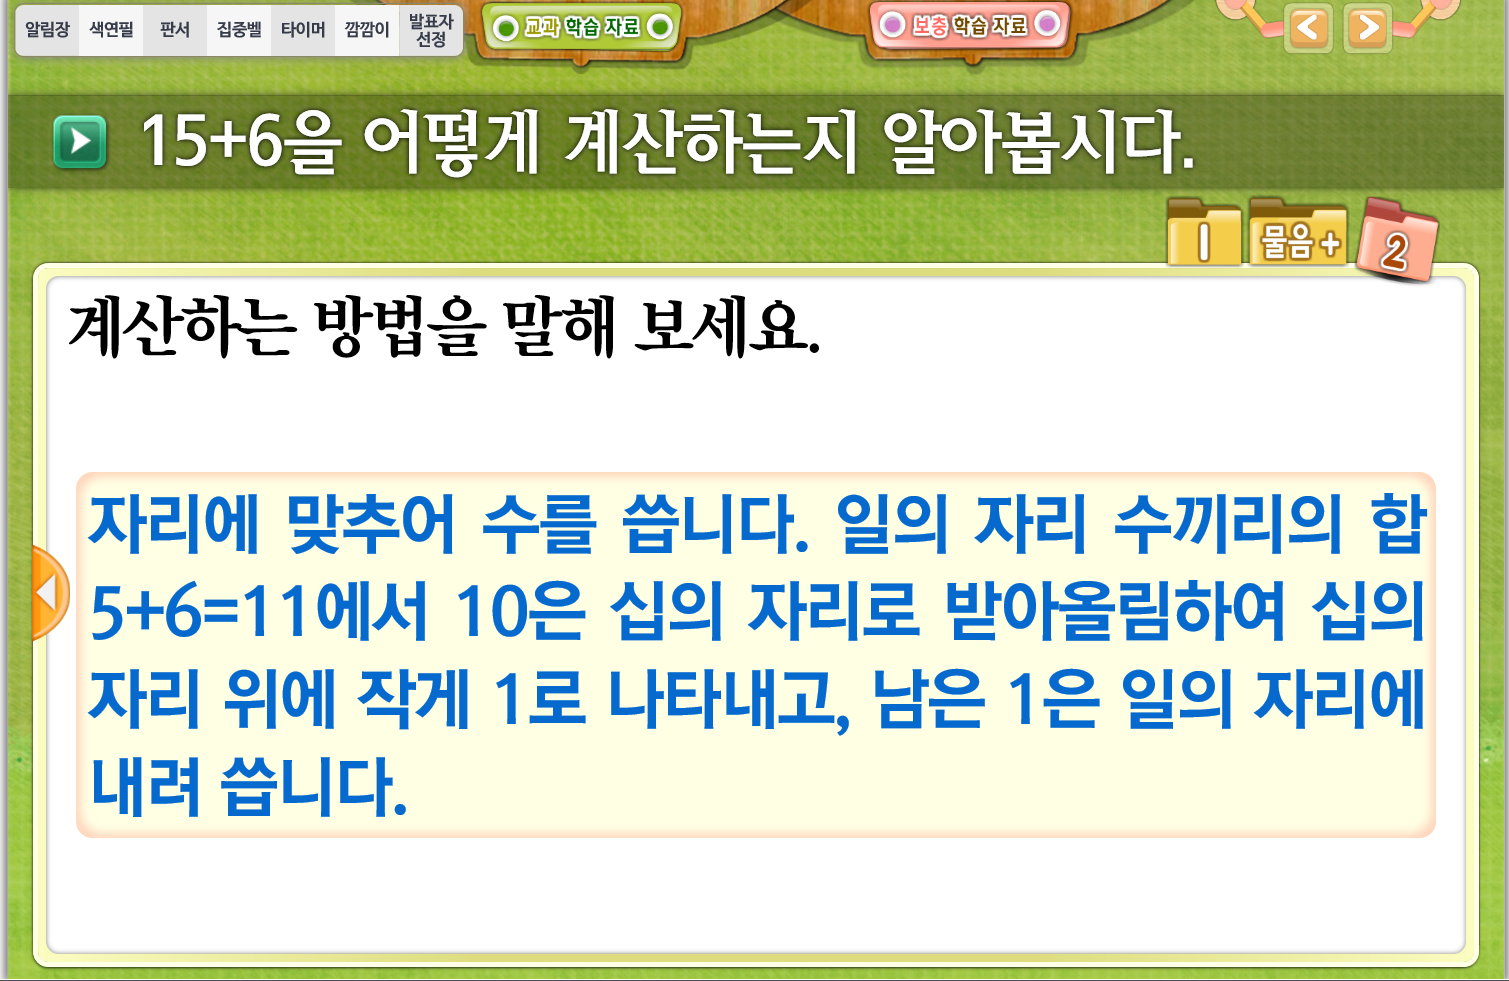 알림장 색연필 판서 집중벨 타이머 깜깜이 발표자 선정
교과 학습 자료 보충 학습 자료
15+6을 어떻게 계산하는지 알아봅시다.
1 물음+ 2
계산하는 방법을 말해 보세요.
자리에 맞추어 수를 씁니다. 일의 자리 수끼리의 합
5+6=11에서 10은 십의 자리로 받아올림하여 십의
자리 위에 작게 1로 나타내고, 남은 1은 일의 자리에
내려 씁니다.